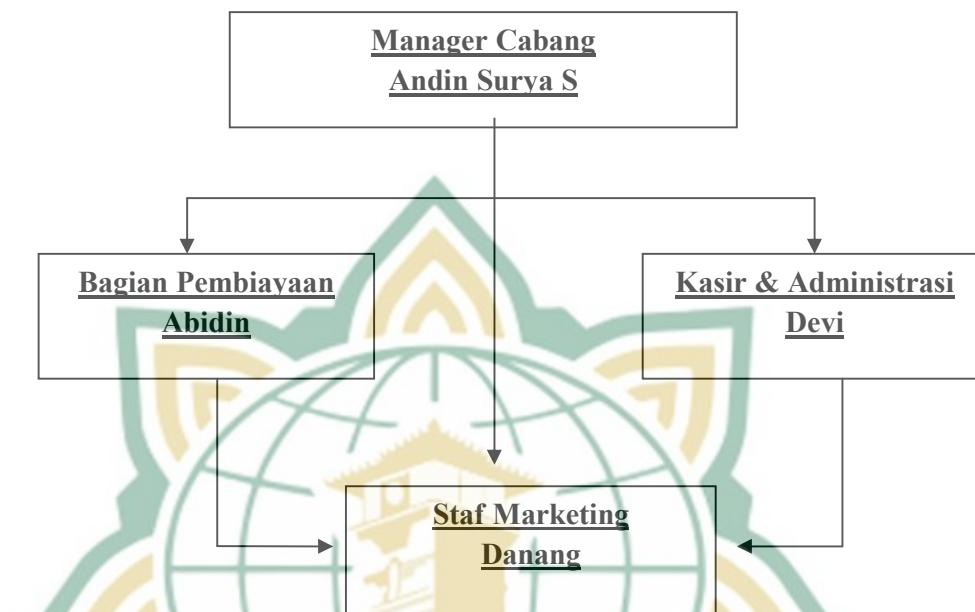 Manager Cabang
Andin Surya S
Bagian Pembiayaan
Abidin
Kasir & Administrasi
Devi
Staf Marketing
Danang